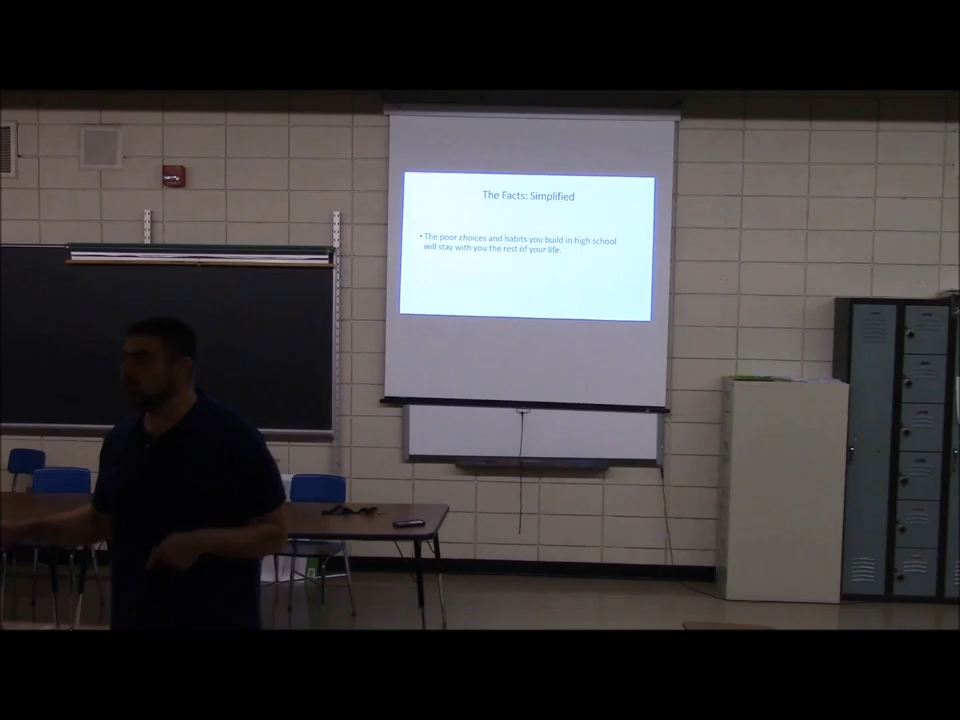 The Facts: Simplified
• The poor choices and habits you build in high school
will stay with you the rest of your life.